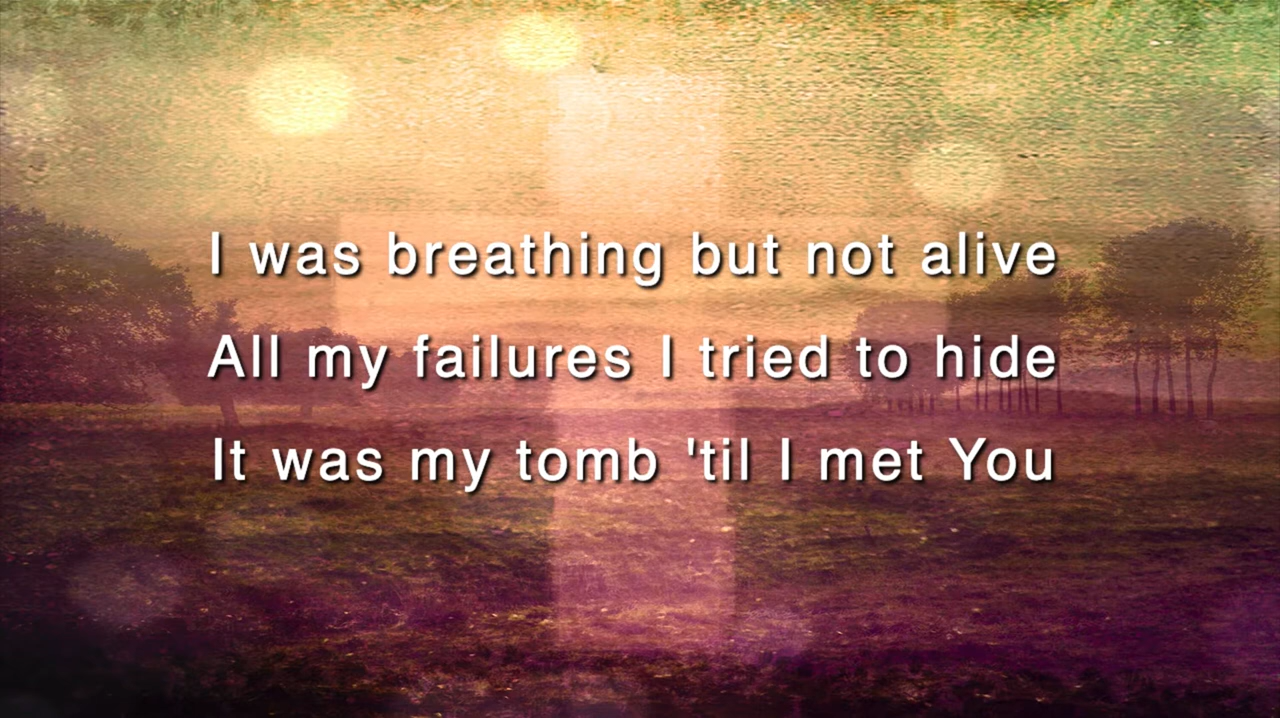 I was breathing but not alive
All my failures I tried to hide
It was my tomb 'til I met You